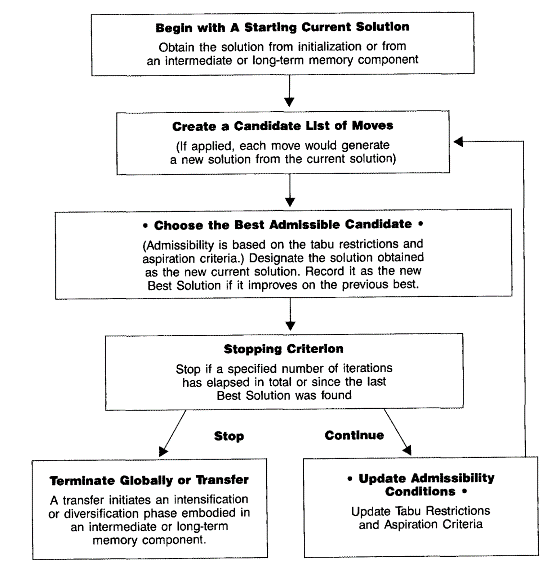 Begin with A Starting Current Solution
Obtain the solution from initialization or from
an intermediate or long-term memory component
Create a Candidate List of Moves
(If applied, each move would generate
a new solution from the current solution)
• Choose the Best Admissible Candidate •
(Admissibility is based on the tabu restrictions and
aspiration criteria.) Designate the solution obtained
as the new current solution. Record it as the new
Best Solution if it improves on the previous best.
Stopping Criterion
Stop if a specified number of iterations
has elapsed in total or since the last
Best Solution was found
Stop
Continue
Terminate Globally or Transfer
A transfer initiates an intensification
or diversification phase embodied in
an intermediate or long-term
memory component.
• Update Admissibility
Conditions •
Update Tabu Restrictions
and Aspiration Criteria